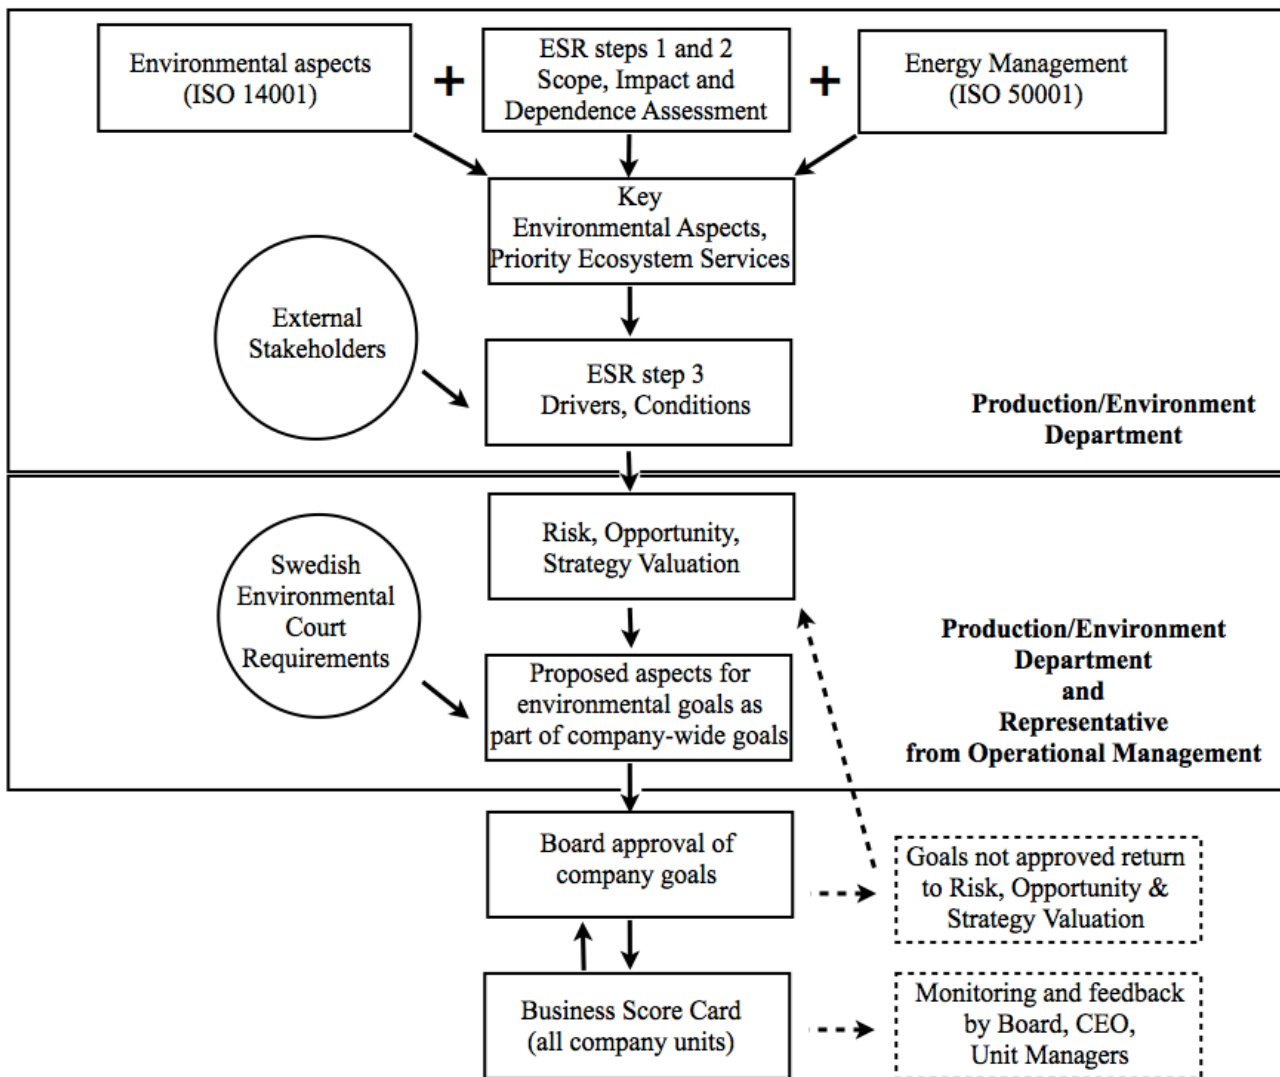 Environmental aspects
(ISO 14001)
+
ESR steps 1 and 2
Scope, Impact and
Dependence Assessment
+
Energy Management
(ISO 50001)
Key
Environmental Aspects,
Priority Ecosystem Services
External
Stakeholders
ESR step 3
Drivers, Conditions
Production/Environment
Department
Risk, Opportunity,
Strategy Valuation
Swedish
Environmental
Court
Requirements
Proposed aspects for
environmental goals as
part of company-wide goals
Production/Environment
Department
and
Representative
from Operational Management
Board approval of
company goals
Goals not approved return
to Risk, Opportunity &
Strategy Valuation
Business Score Card
(all company units)
Monitoring and feedback
by Board, CEO,
Unit Managers